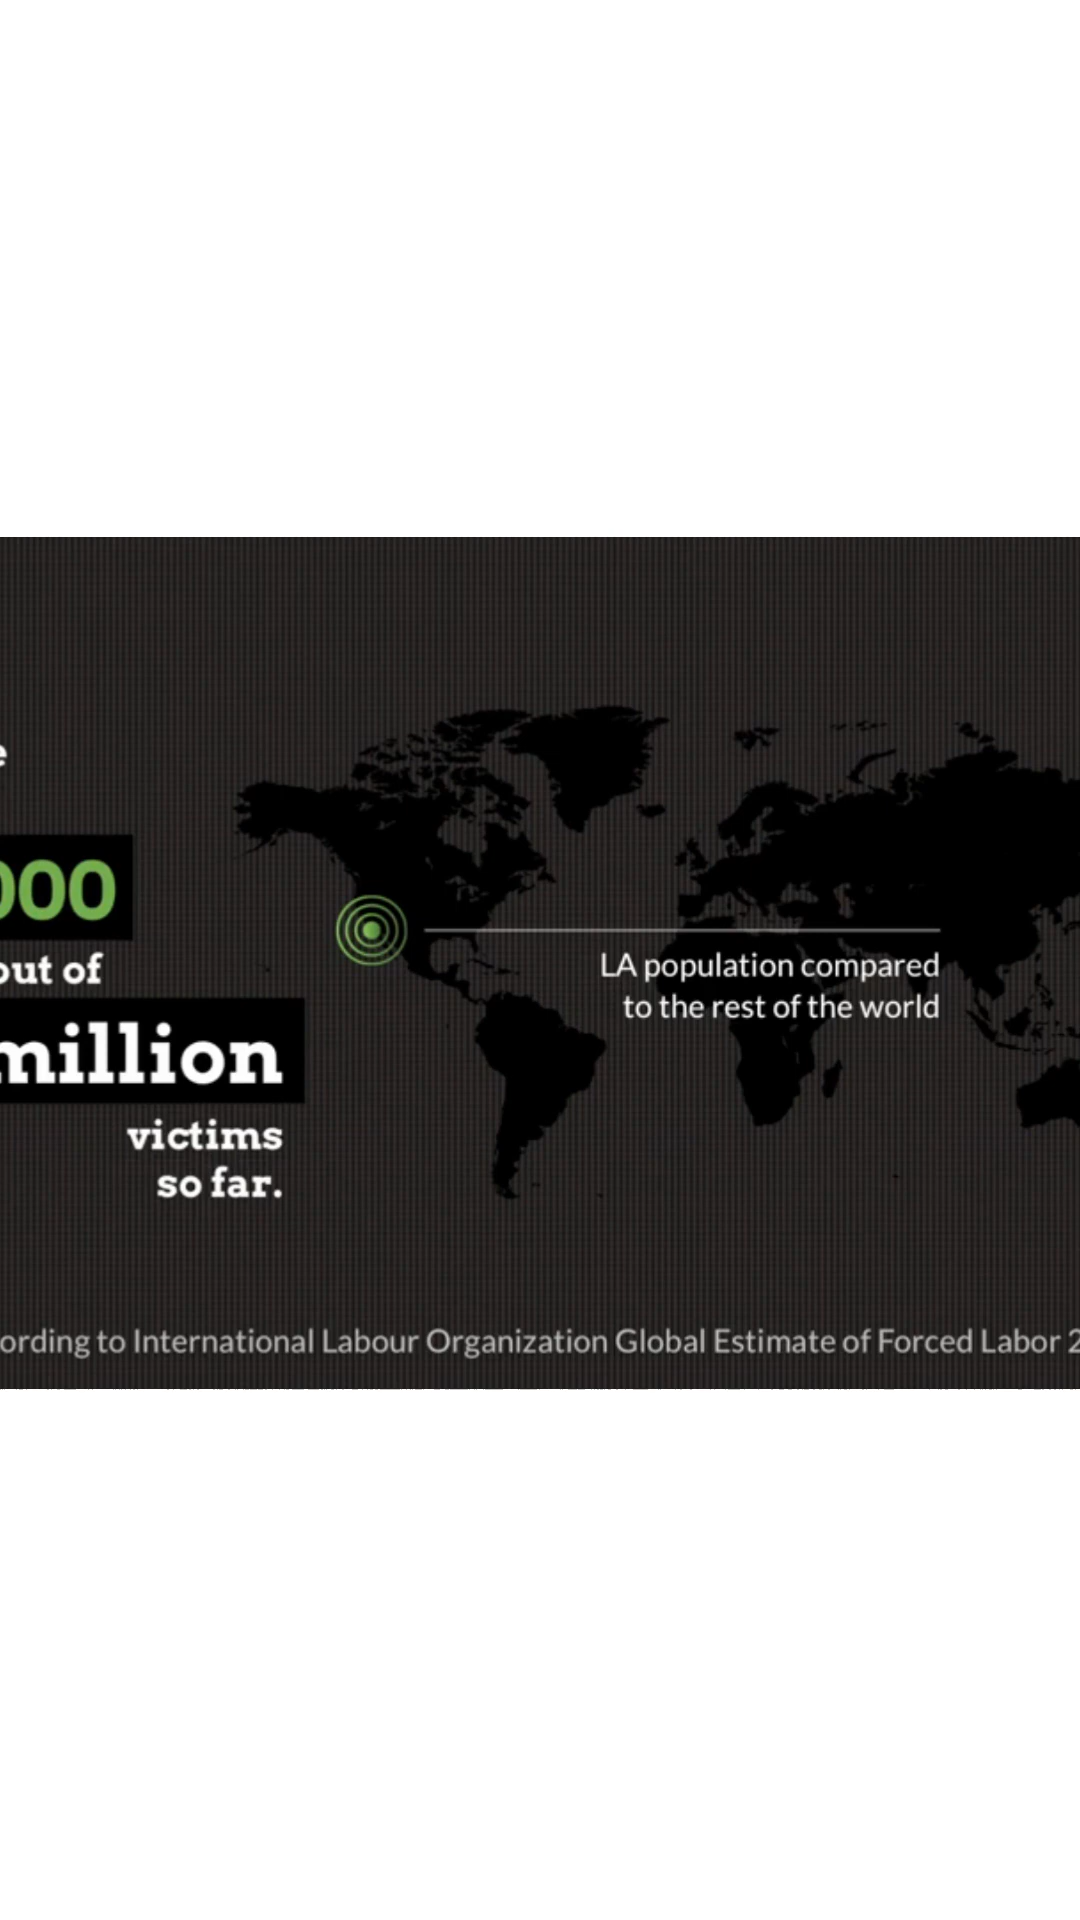 000
out of
million
victims
so far.
LA population compared
to the rest of the world
ording to International Labour Organization Global Estimate of Forced Labor 2